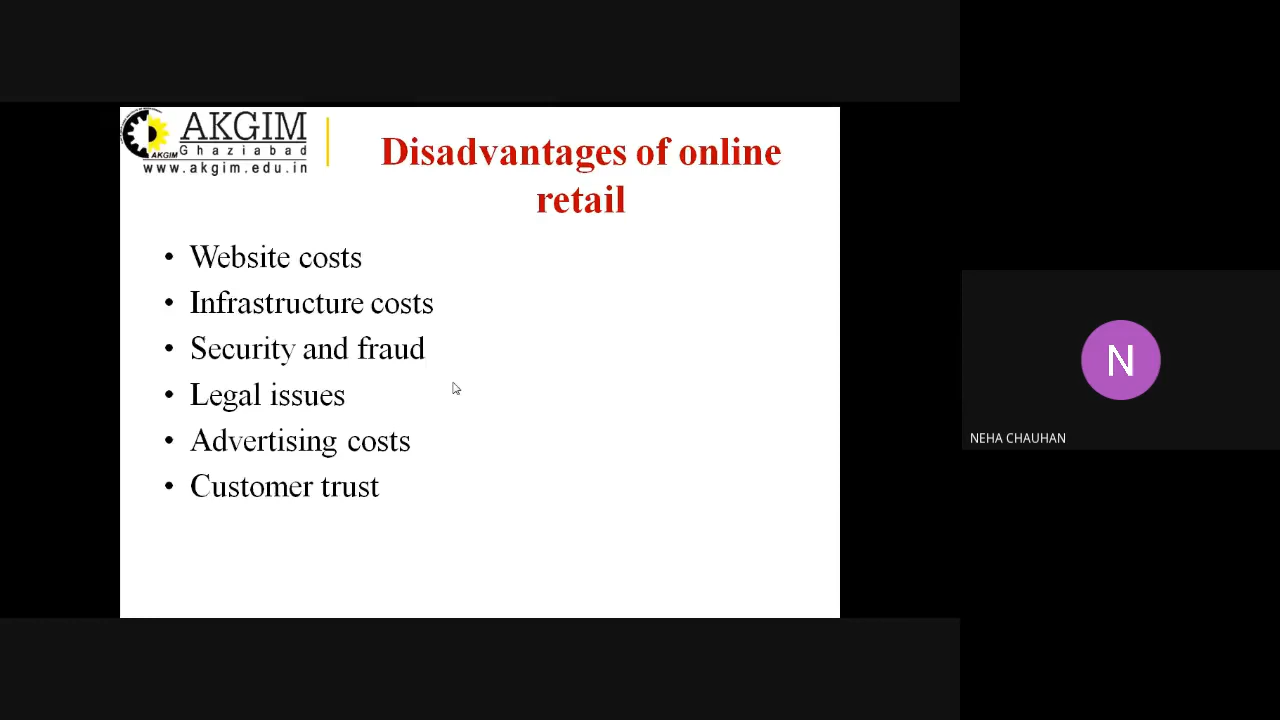 AKGIM
Ghaziabad
AKGIM
www.akgim.edu.in
Disadvantages of online
retail
• Website costs
• Infrastructure costs
• Security and fraud
• Legal issues
• Advertising costs
• Customer trust
N
NEHA CHAUHAN